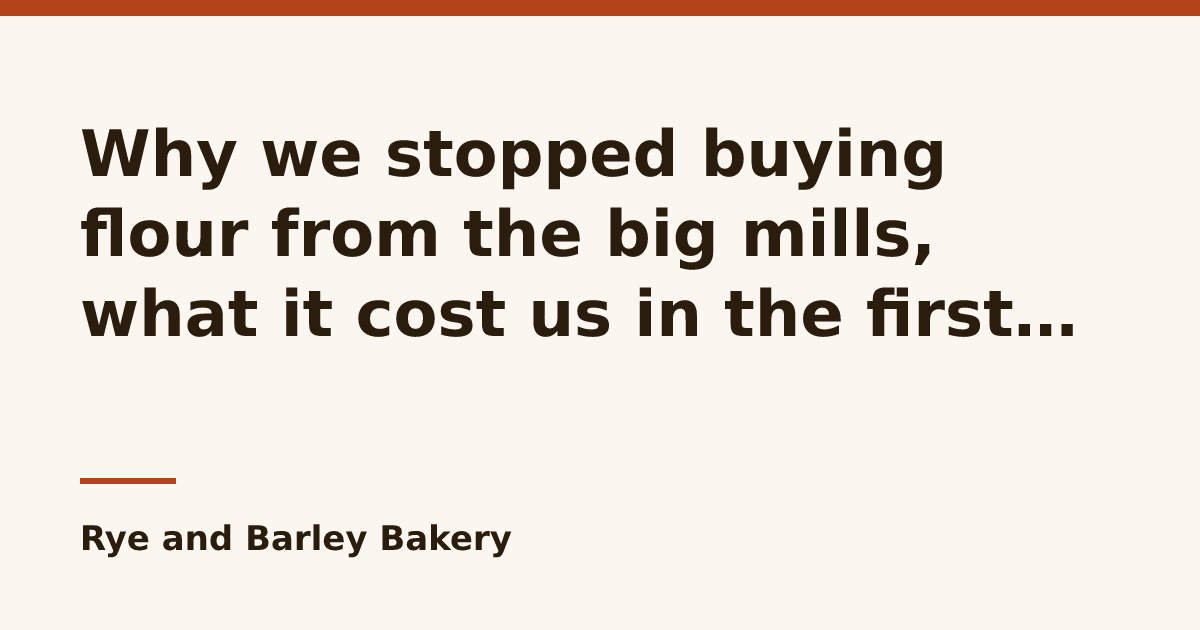 Why we stopped buying
flour from the big mills,
what it cost us in the first…
Rye and Barley Bakery